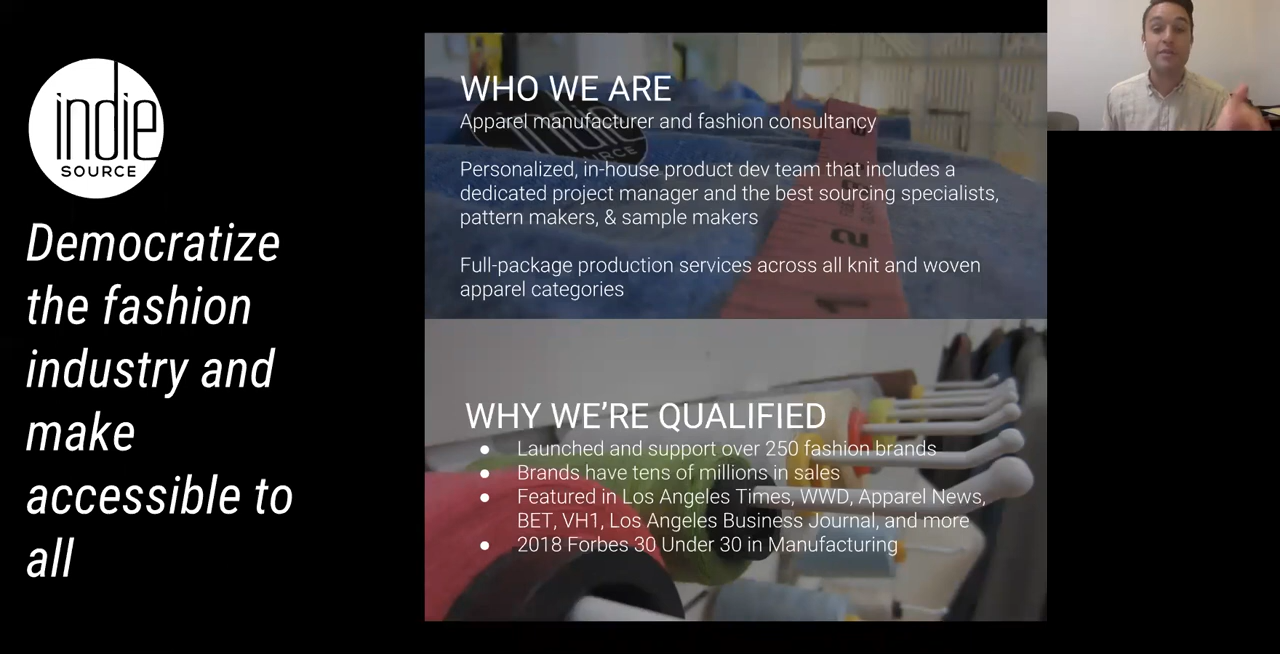 indie
SOURCE
Democratize
the fashion
industry and
make
accessible to
all
WHO WE ARE
Apparel manufacturer and fashion consultancy
Personalized, in-house product dev team that includes a
dedicated project manager and the best sourcing specialists,
pattern makers, & sample makers
Full-package production services across all knit and woven
apparel categories
WHY WE'RE QUALIFIED
● Launched and support over 250 fashion brands
● Brands have tens of millions in sales
● Featured in Los Angeles Times, WWD, Apparel News,
BET, VH1, Los Angeles Business Journal, and more
● 2018 Forbes 30 Under 30 in Manufacturing
SOURCE
2
1